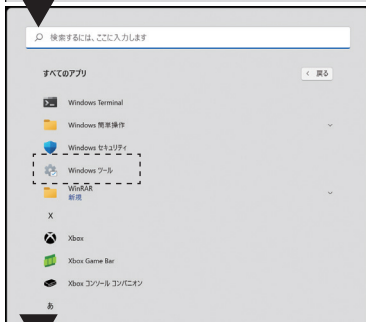 検索するには、ここに入力します
すべてのアプリ
< 戻る
Windows Terminal
Windows 簡単操作
Windows セキュリティ
Windows ツール
WinRAR
新規
X
Xbox
Xbox Game Bar
Xbox コンソール コンパニオン
あ